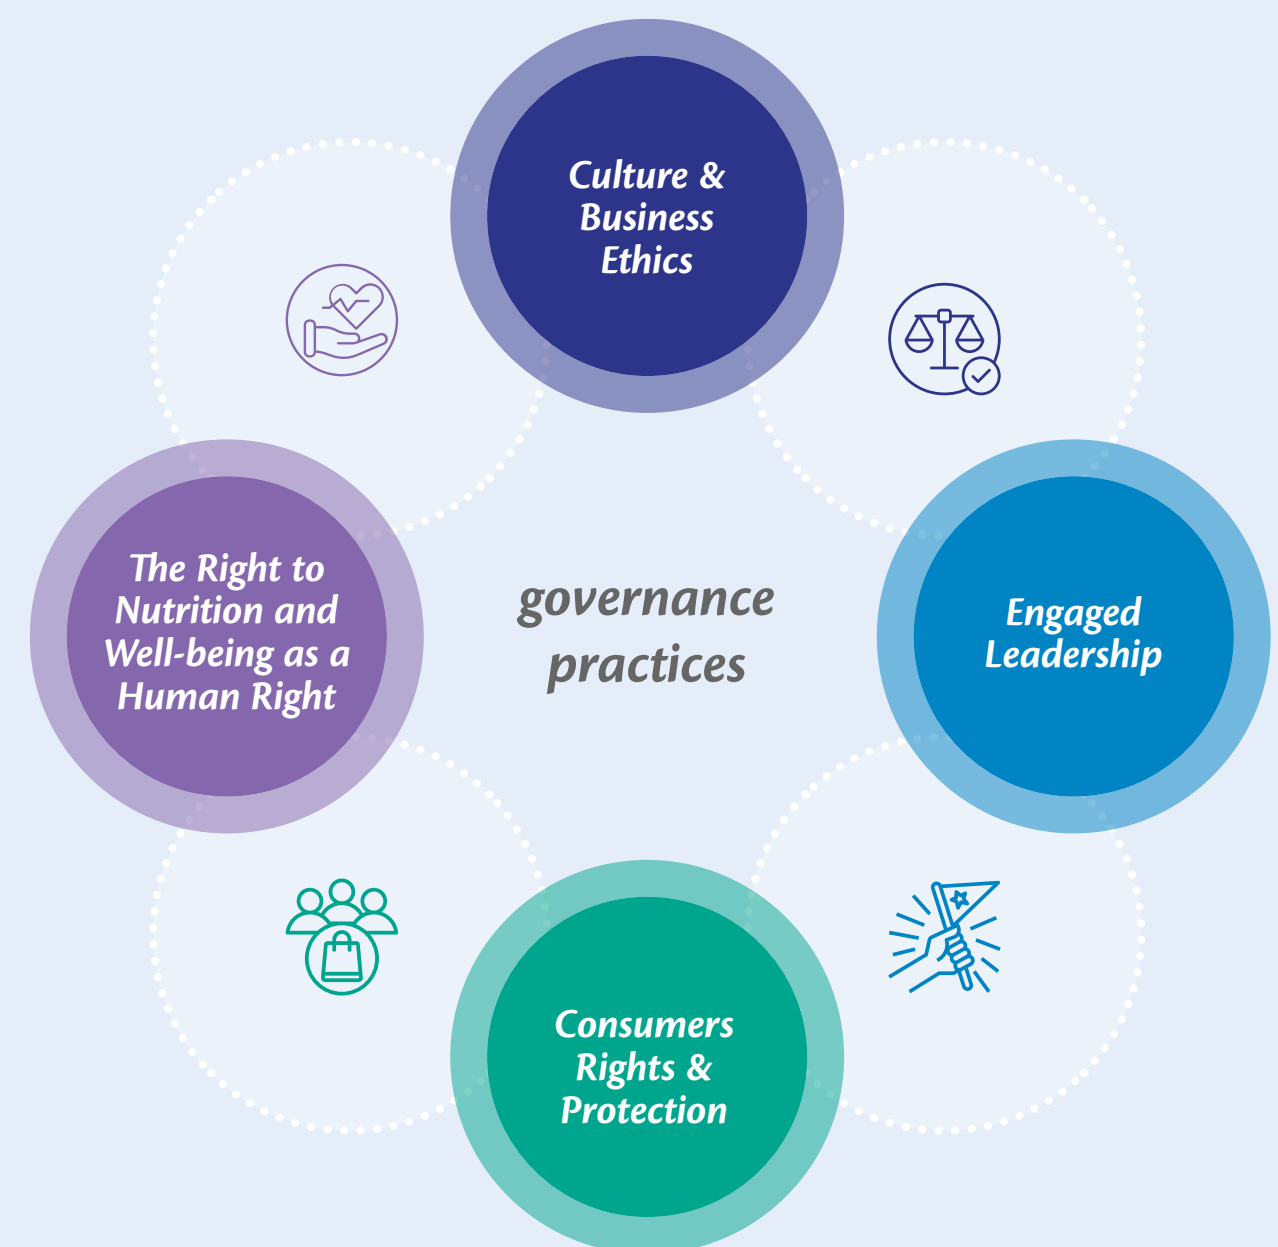 Culture &
Business
Ethics
The Right to
Nutrition and
Well-being as a
Human Right
governance
practices
Engaged
Leadership
Consumers
Rights &
Protection